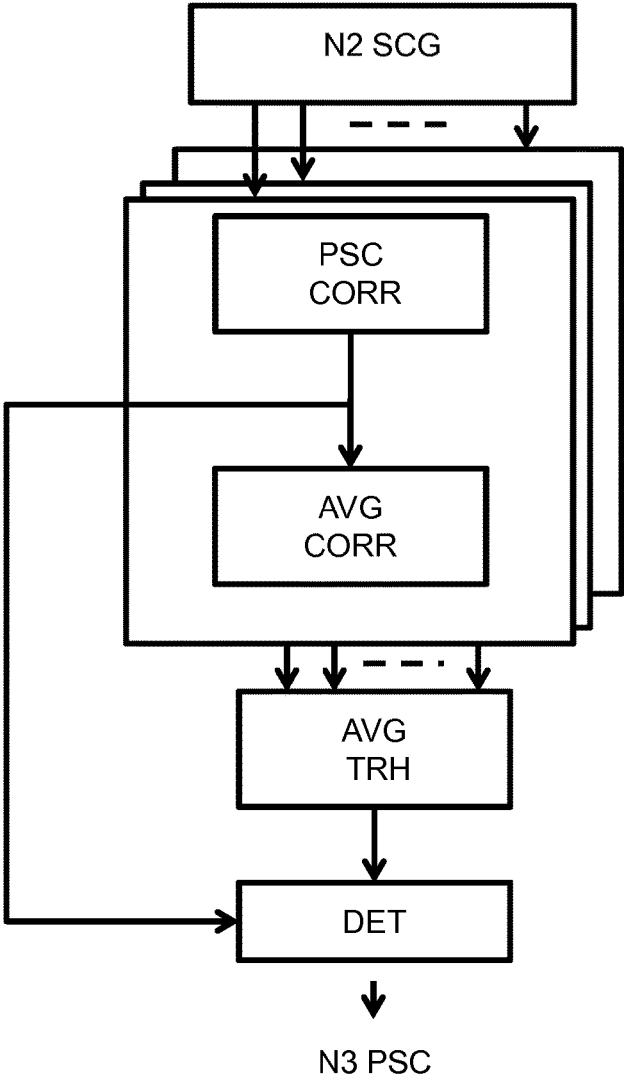 N2 SCG
PSC
CORR
AVG
CORR
AVG
TRH
DET
N3 PSC